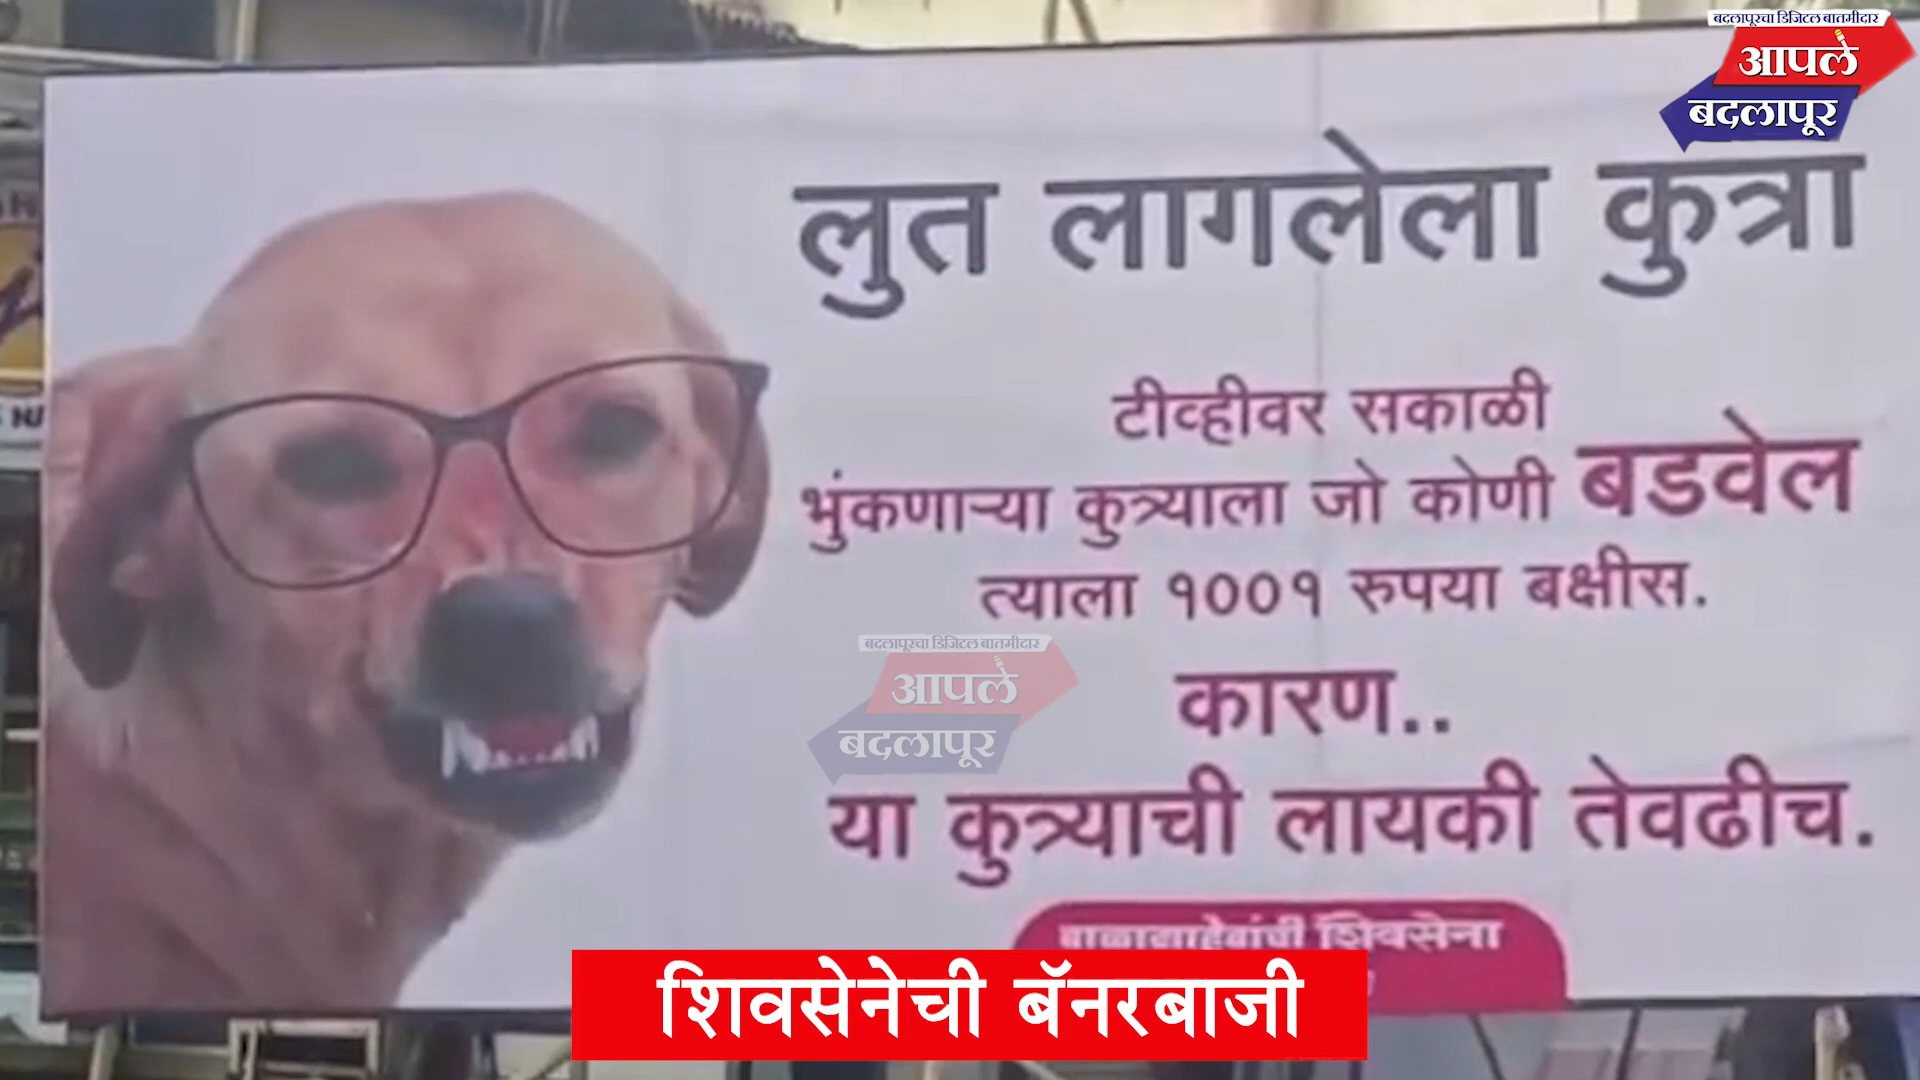 बदलापूरचा डिजिटल बातमीदार
आपले
बदलापूर
लुत लागलेला कुत्रा
टीव्हीवर सकाळी
भुंकणाऱ्या कुत्र्याला जो कोणी बडवेल
त्याला १००१ रुपया बक्षीस.
बदलापूरचा डिजिटल बातमीदार
आपले
बदलापूर
कारण..
या कुत्र्याची लायकी तेवढीच.
बाळासाहेबांची शिवसेना
शिवसेनेची बॅनरबाजी